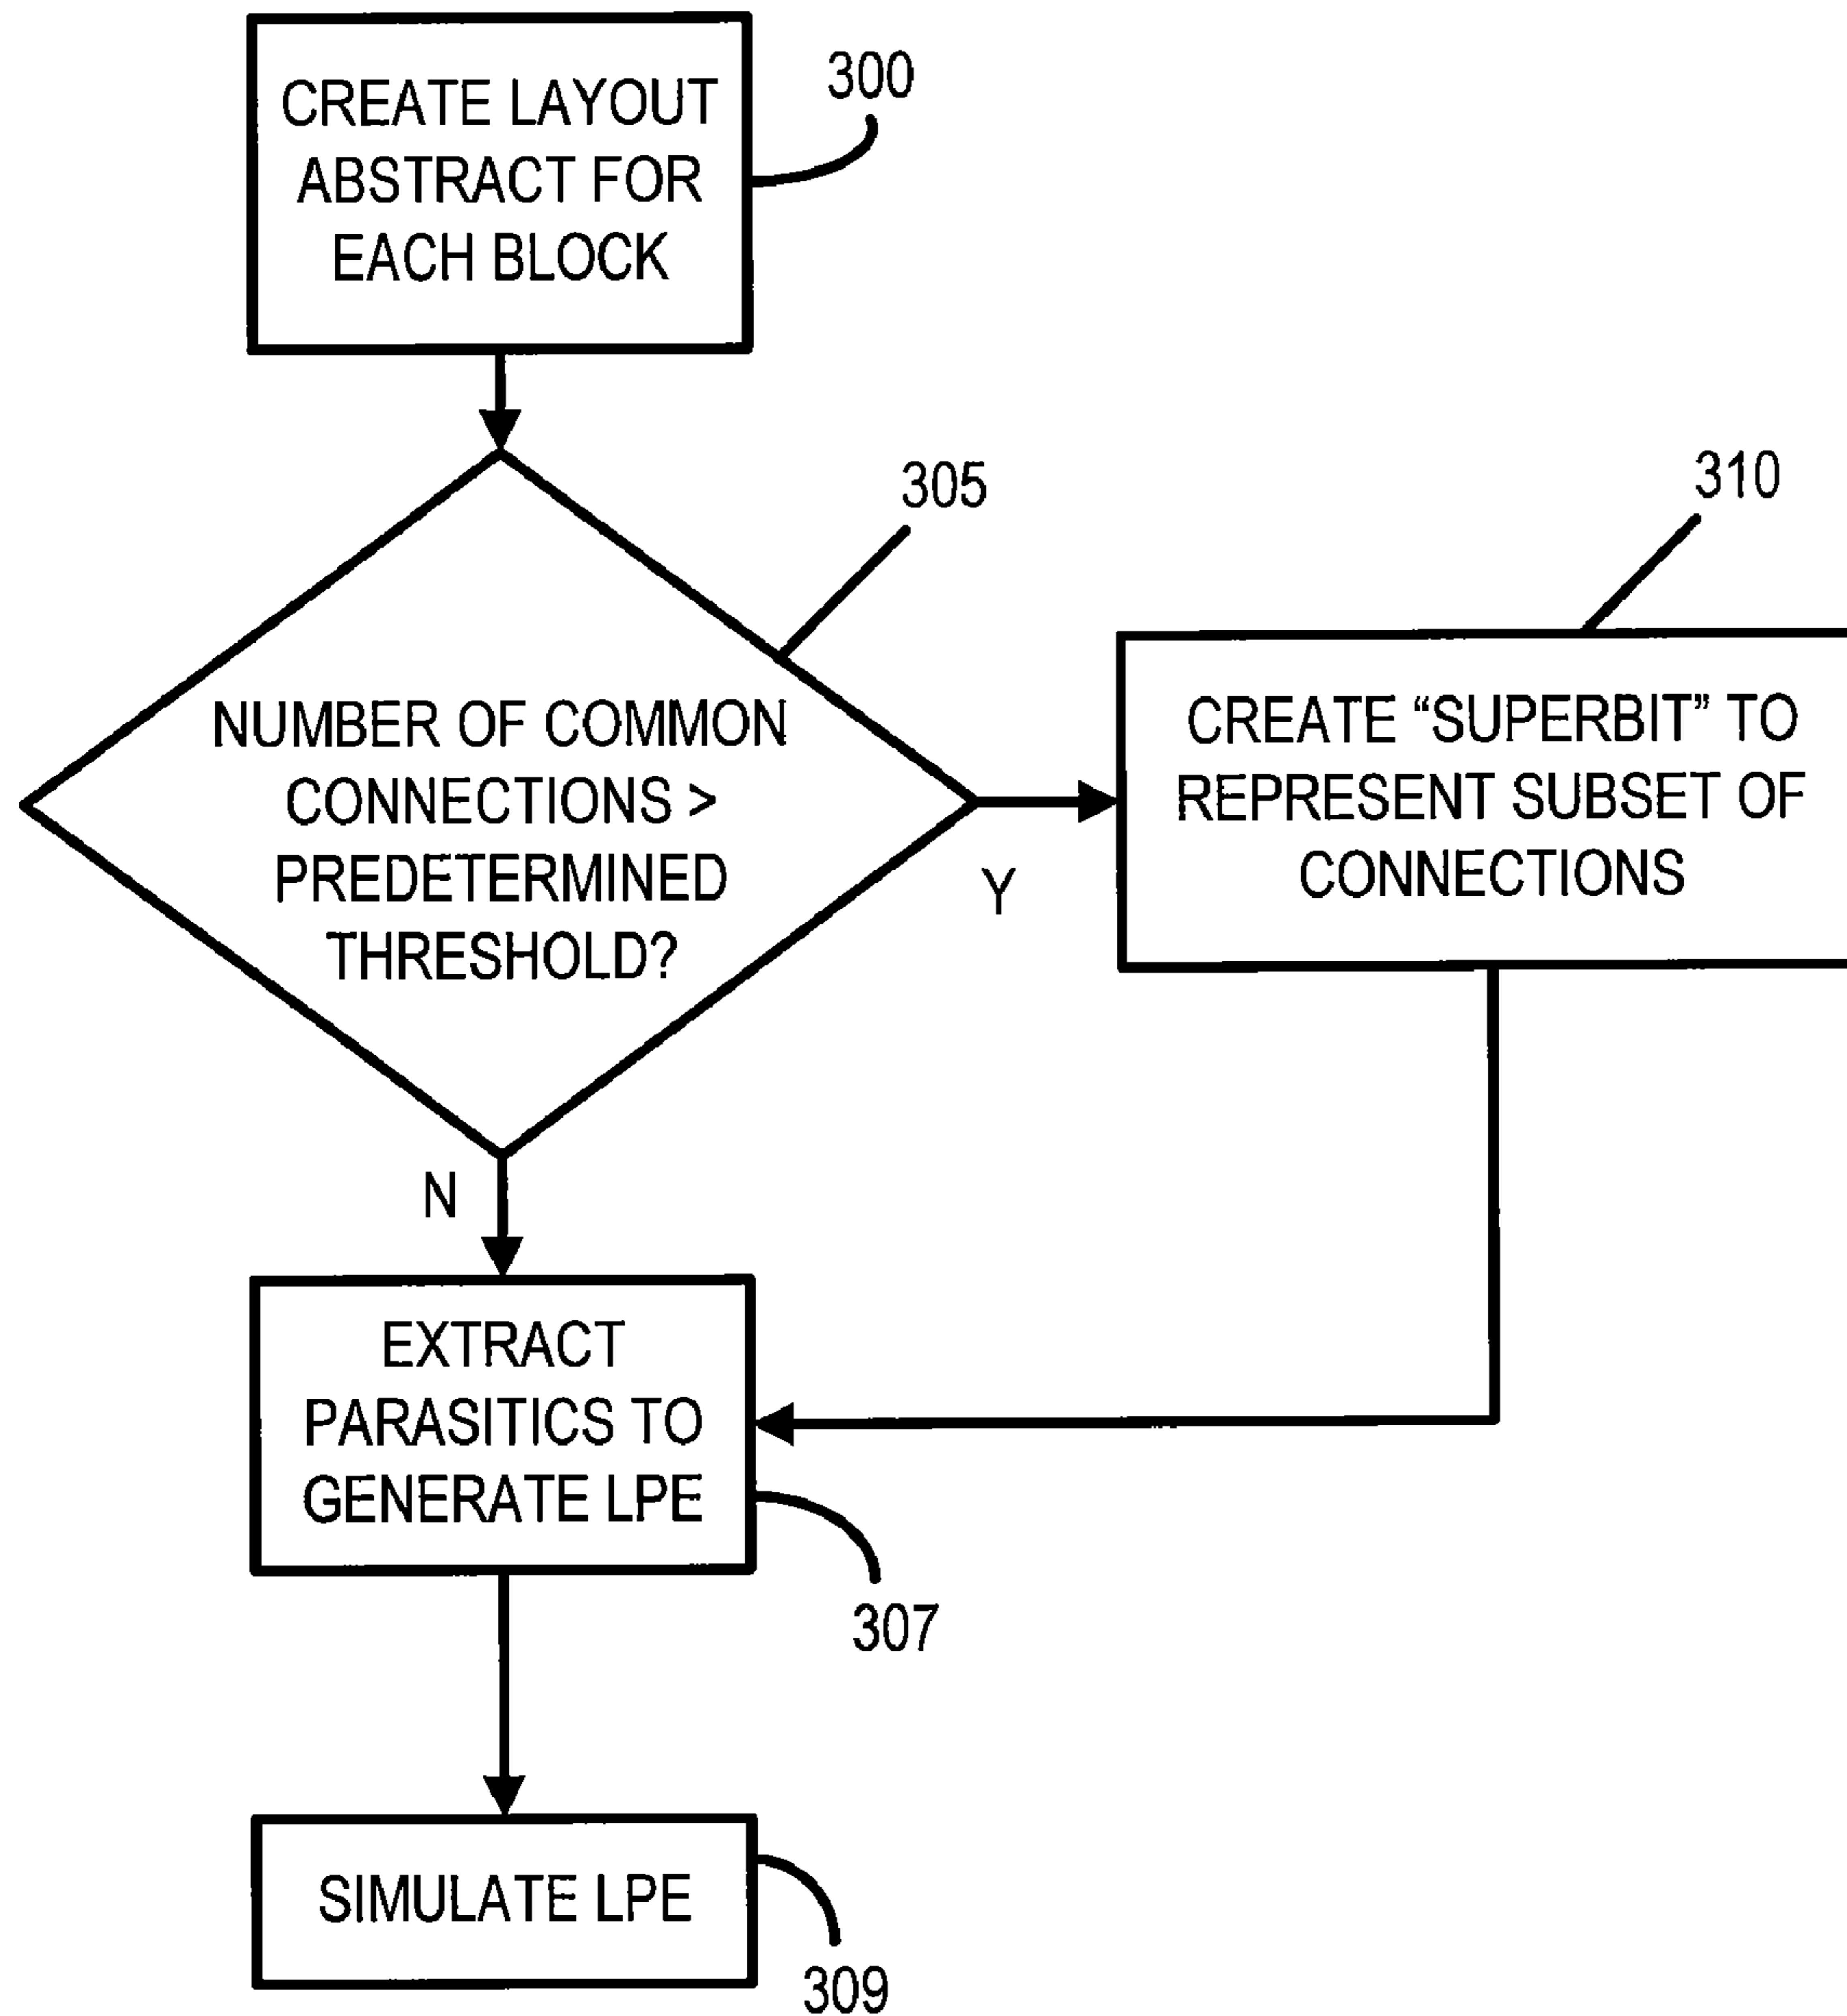 CREATE LAYOUT
ABSTRACT FOR
EACH BLOCK
300
305
NUMBER OF COMMON
CONNECTIONS >
PREDETERMINED
THRESHOLD?
Y
310
CREATE “SUPERBIT” TO
REPRESENT SUBSET OF
CONNECTIONS
N
EXTRACT
PARASITICS TO
GENERATE LPE
307
SIMULATE LPE
309